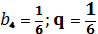 b₄ = 1/6; q = 1/6